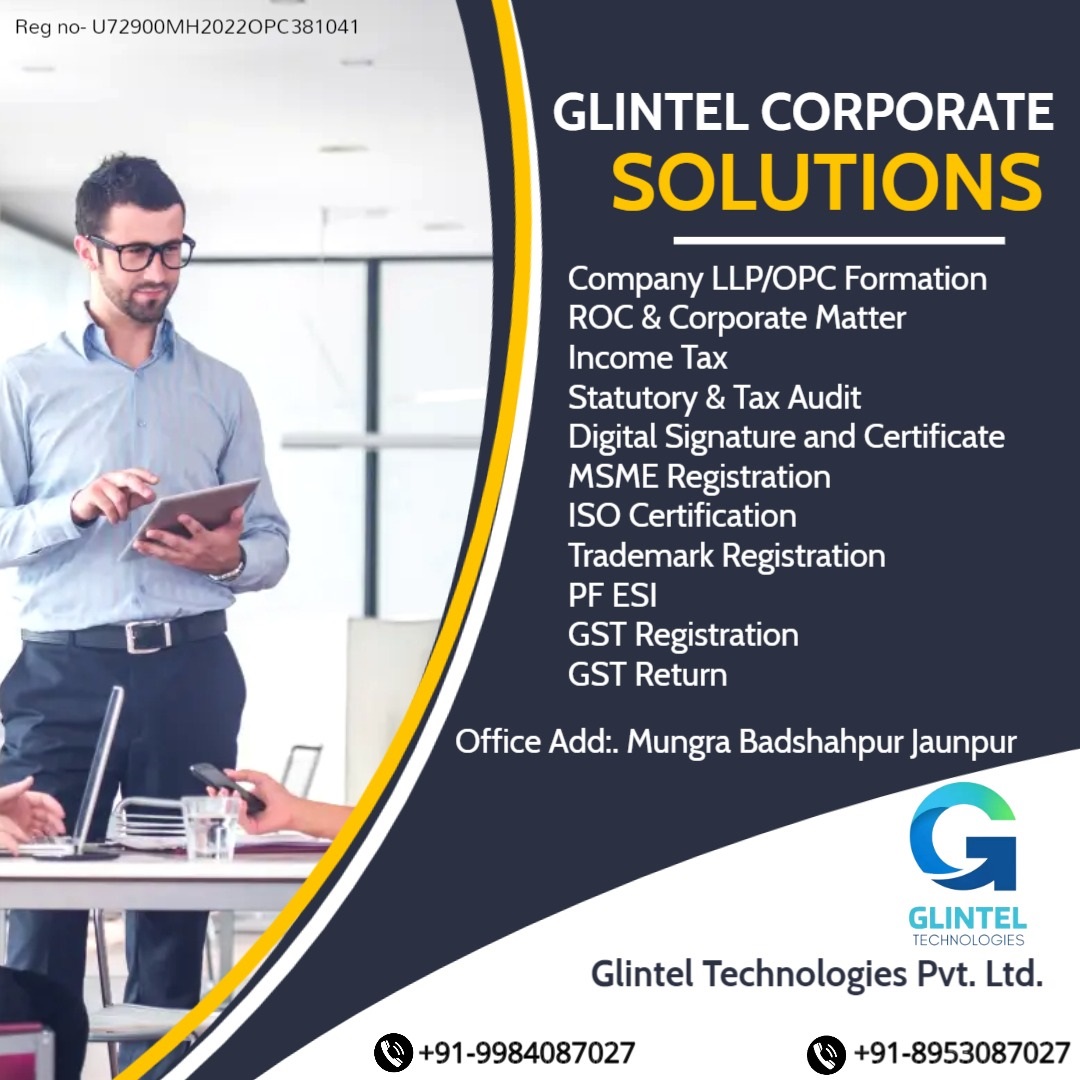 Reg no- U72900MH2022OPC381041
GLINTEL CORPORATE
SOLUTIONS
Company LLP/OPC Formation
ROC & Corporate Matter
Income Tax
Statutory & Tax Audit
Digital Signature and Certificate
MSME Registration
ISO Certification
Trademark Registration
PF ESI
GST Registration
GST Return
Office Add:. Mungra Badshahpur Jaunpur
GLINTEL
TECHNOLOGIES
Glintel Technologies Pvt. Ltd.
+91-9984087027
+91-8953087027